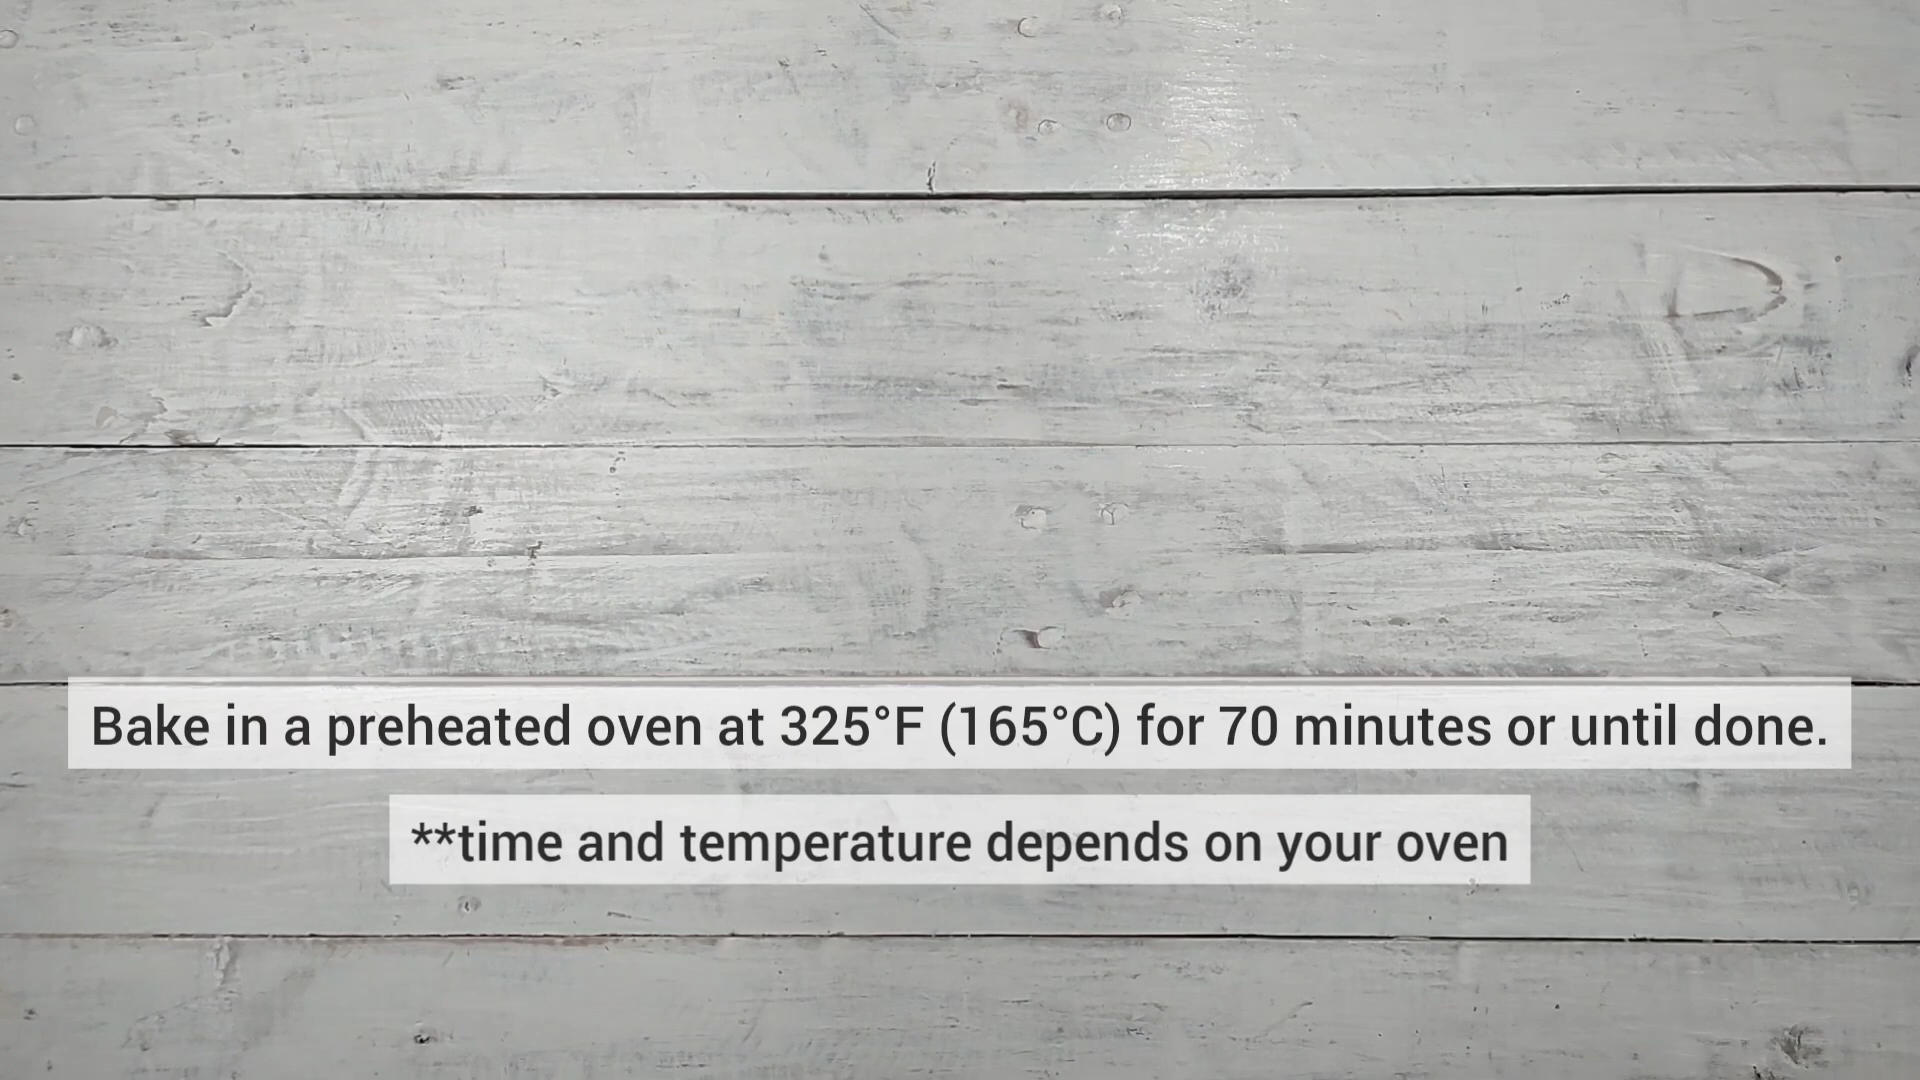 Bake in a preheated oven at 325°F (165°C) for 70 minutes or until done.
**time and temperature depends on your oven